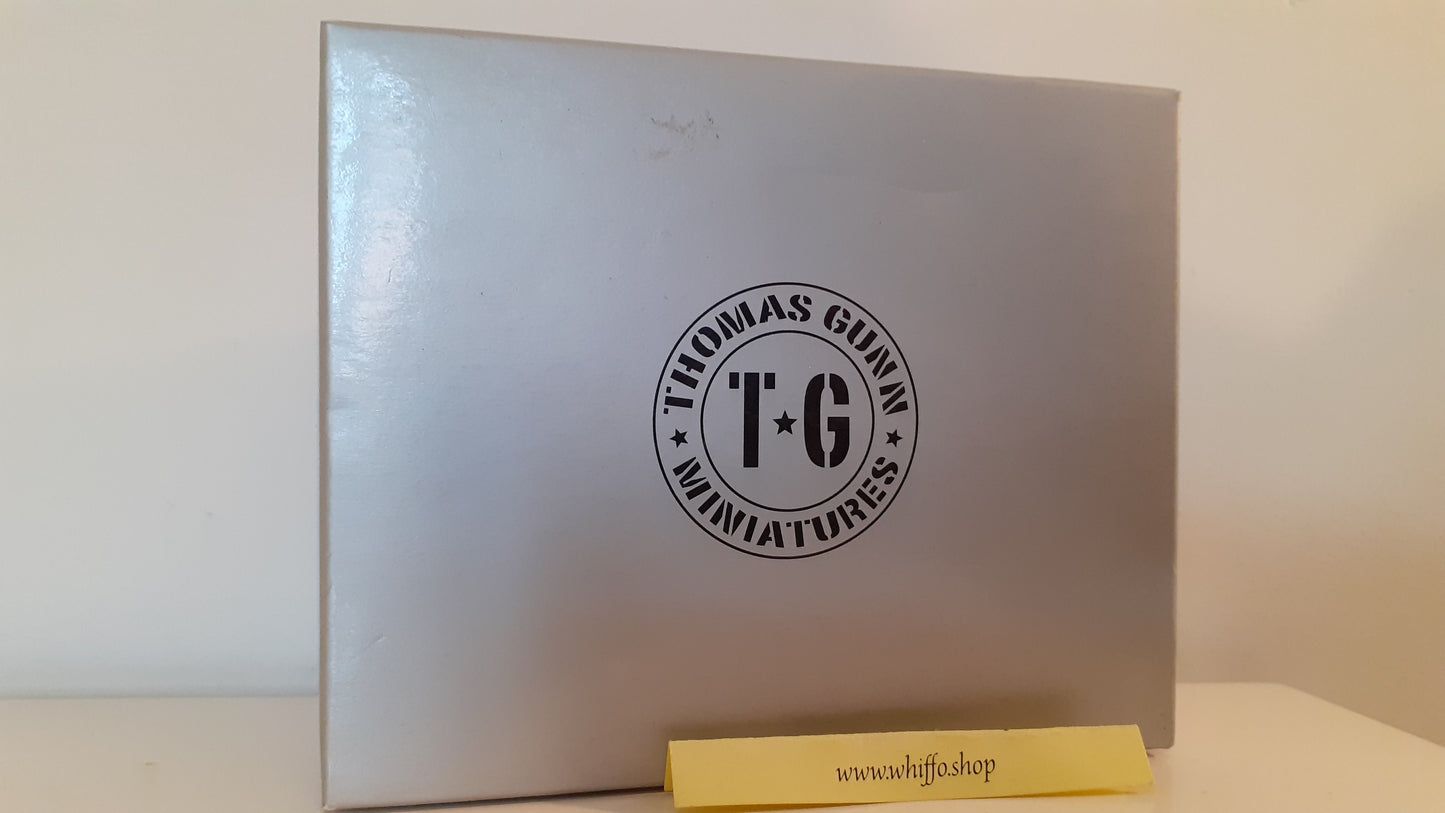 THOMAS GUNN
T★G
★ MINIATURES ★
www.whiffo.shop